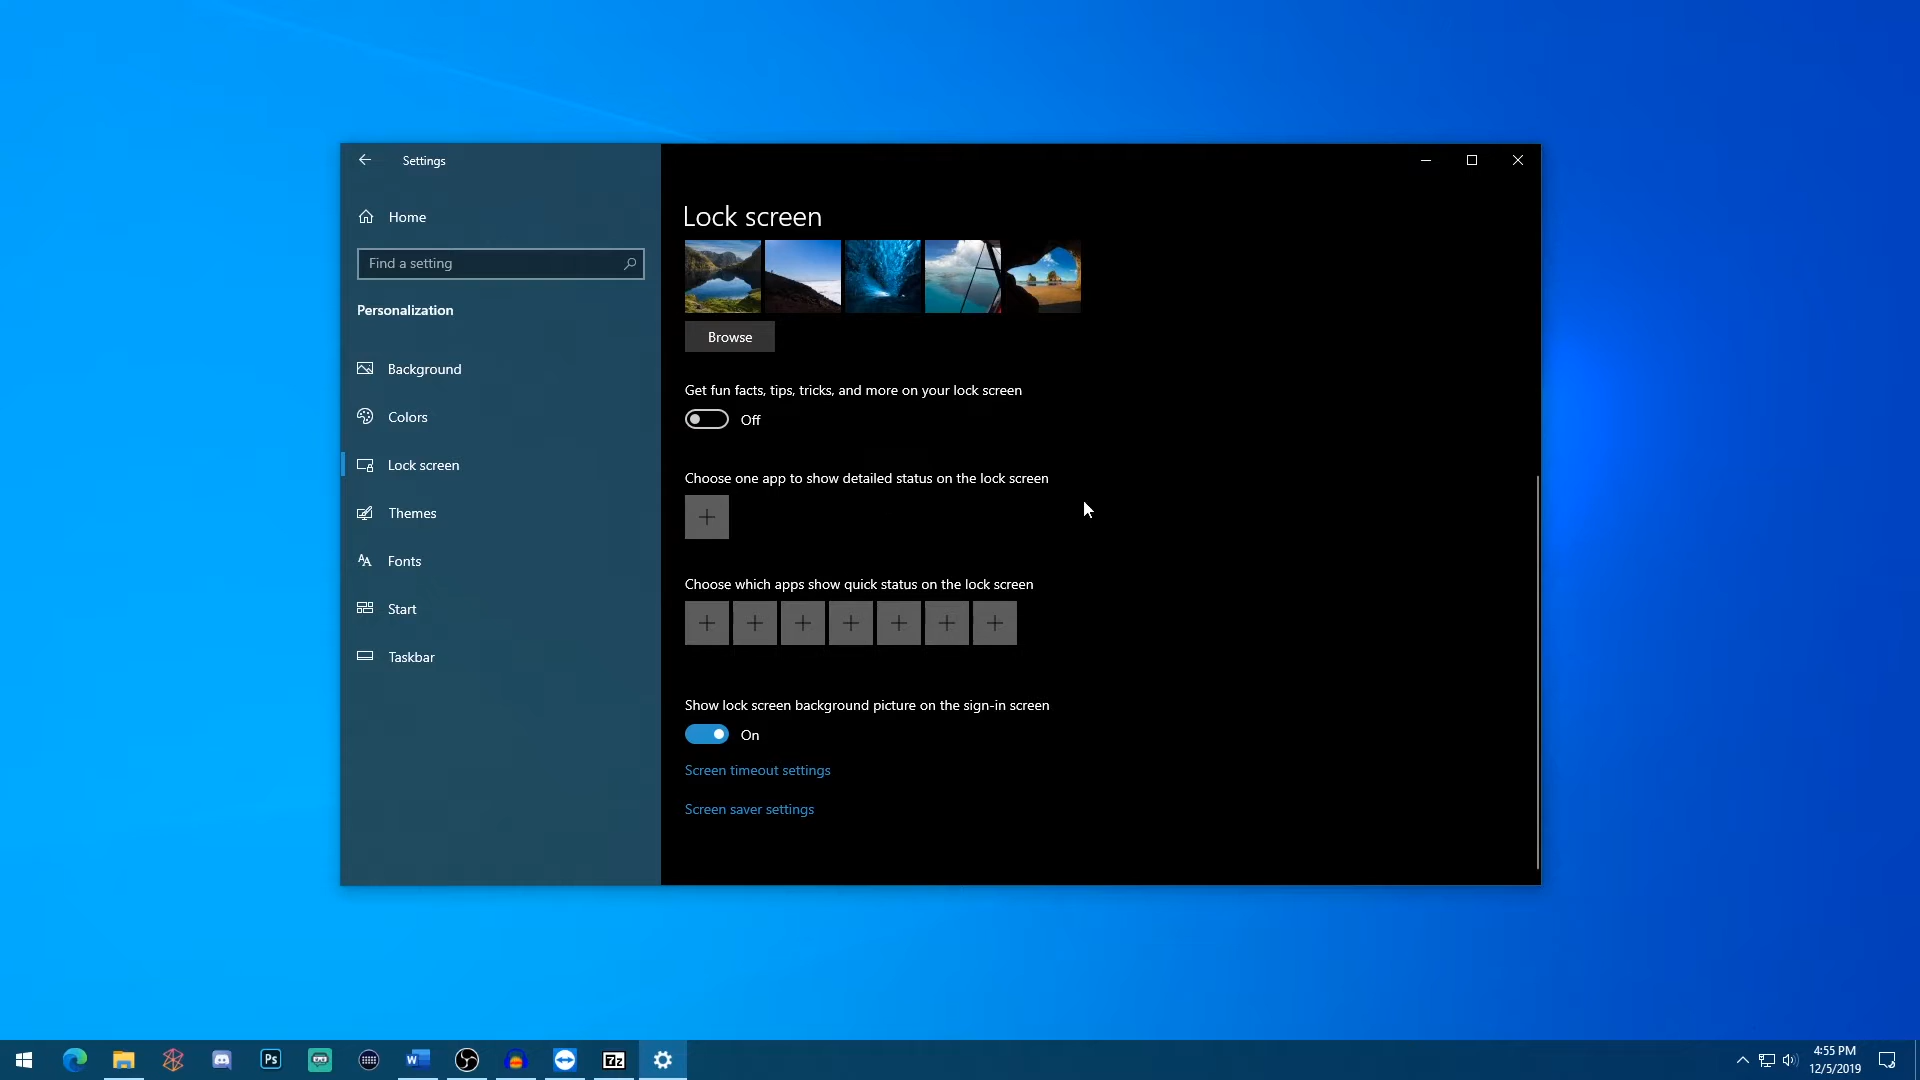 Settings
Home
Find a setting
Personalization
Background
Colors
Lock screen
Themes
Fonts
Start
Taskbar
Lock screen
Browse
Get fun facts, tips, tricks, and more on your lock screen
Off
Choose one app to show detailed status on the lock screen
Choose which apps show quick status on the lock screen
Show lock screen background picture on the sign-in screen
On
Screen timeout settings
Screen saver settings
Ps
W
7z
4:55 PM
12/5/2019